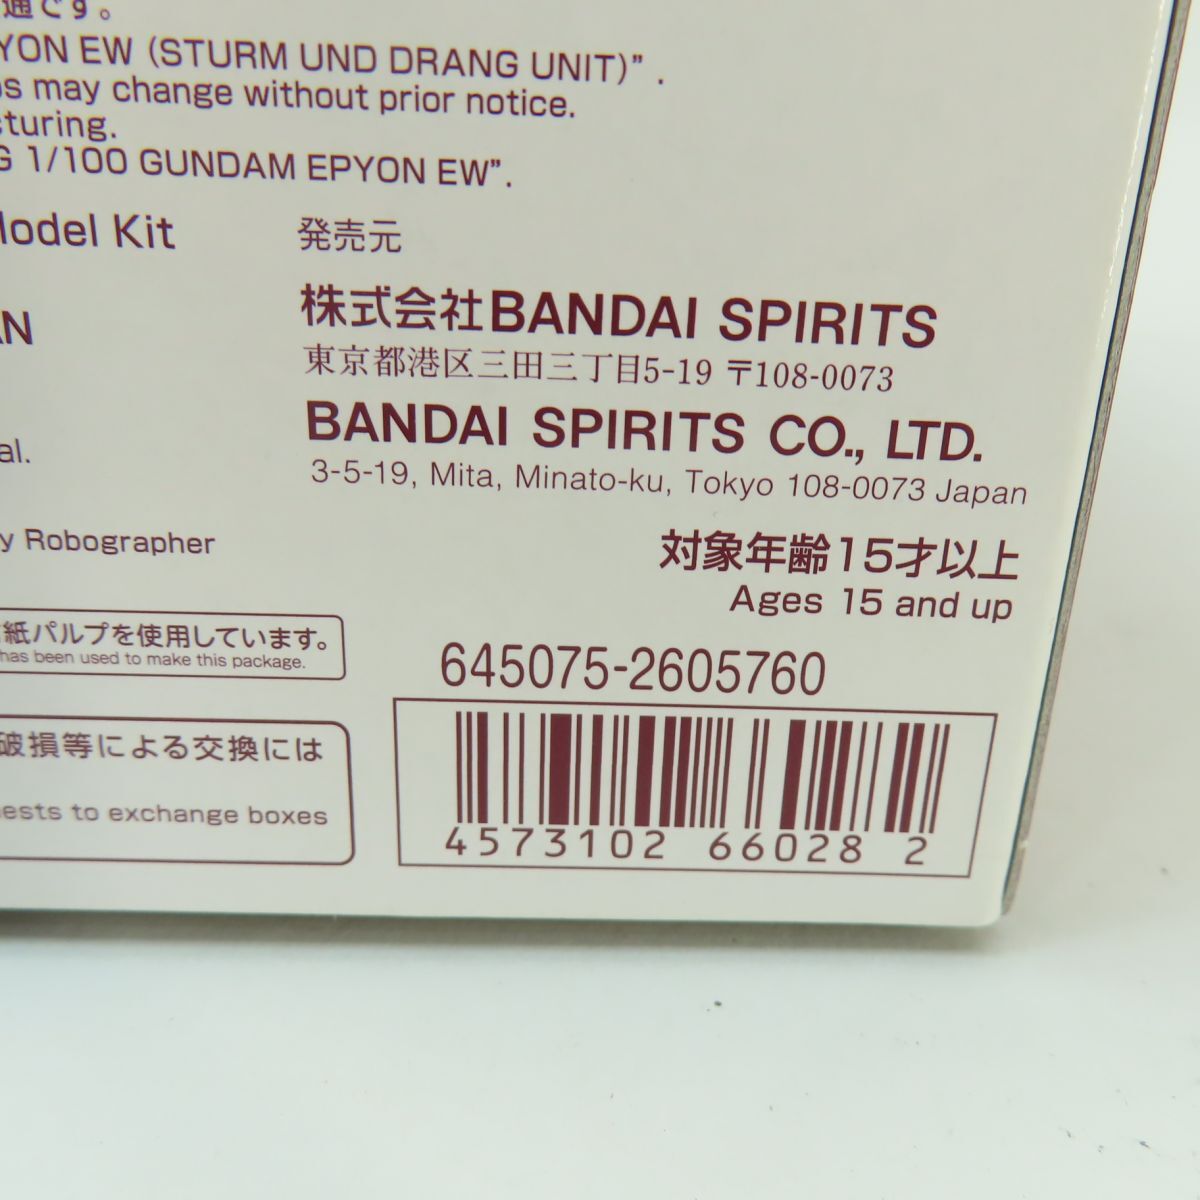 通です。
YON EW (STURM UND DRANG UNIT)” .
may change without prior notice.
cturing.
G 1/100 GUNDAM EPYON EW”.
Model Kit
AN
al.
y Robographer
紙パルプを使用しています。
has been used to make this package.
破損等による交換には
ests to exchange boxes
発売元
株式会社BANDAI SPIRITS
東京都港区三田三丁目5-19 〒108-0073
BANDAI SPIRITS CO., LTD.
3-5-19, Mita, Minato-ku, Tokyo 108-0073 Japan
対象年齢15才以上
Ages 15 and up
645075-2605760
4573102 66028 2